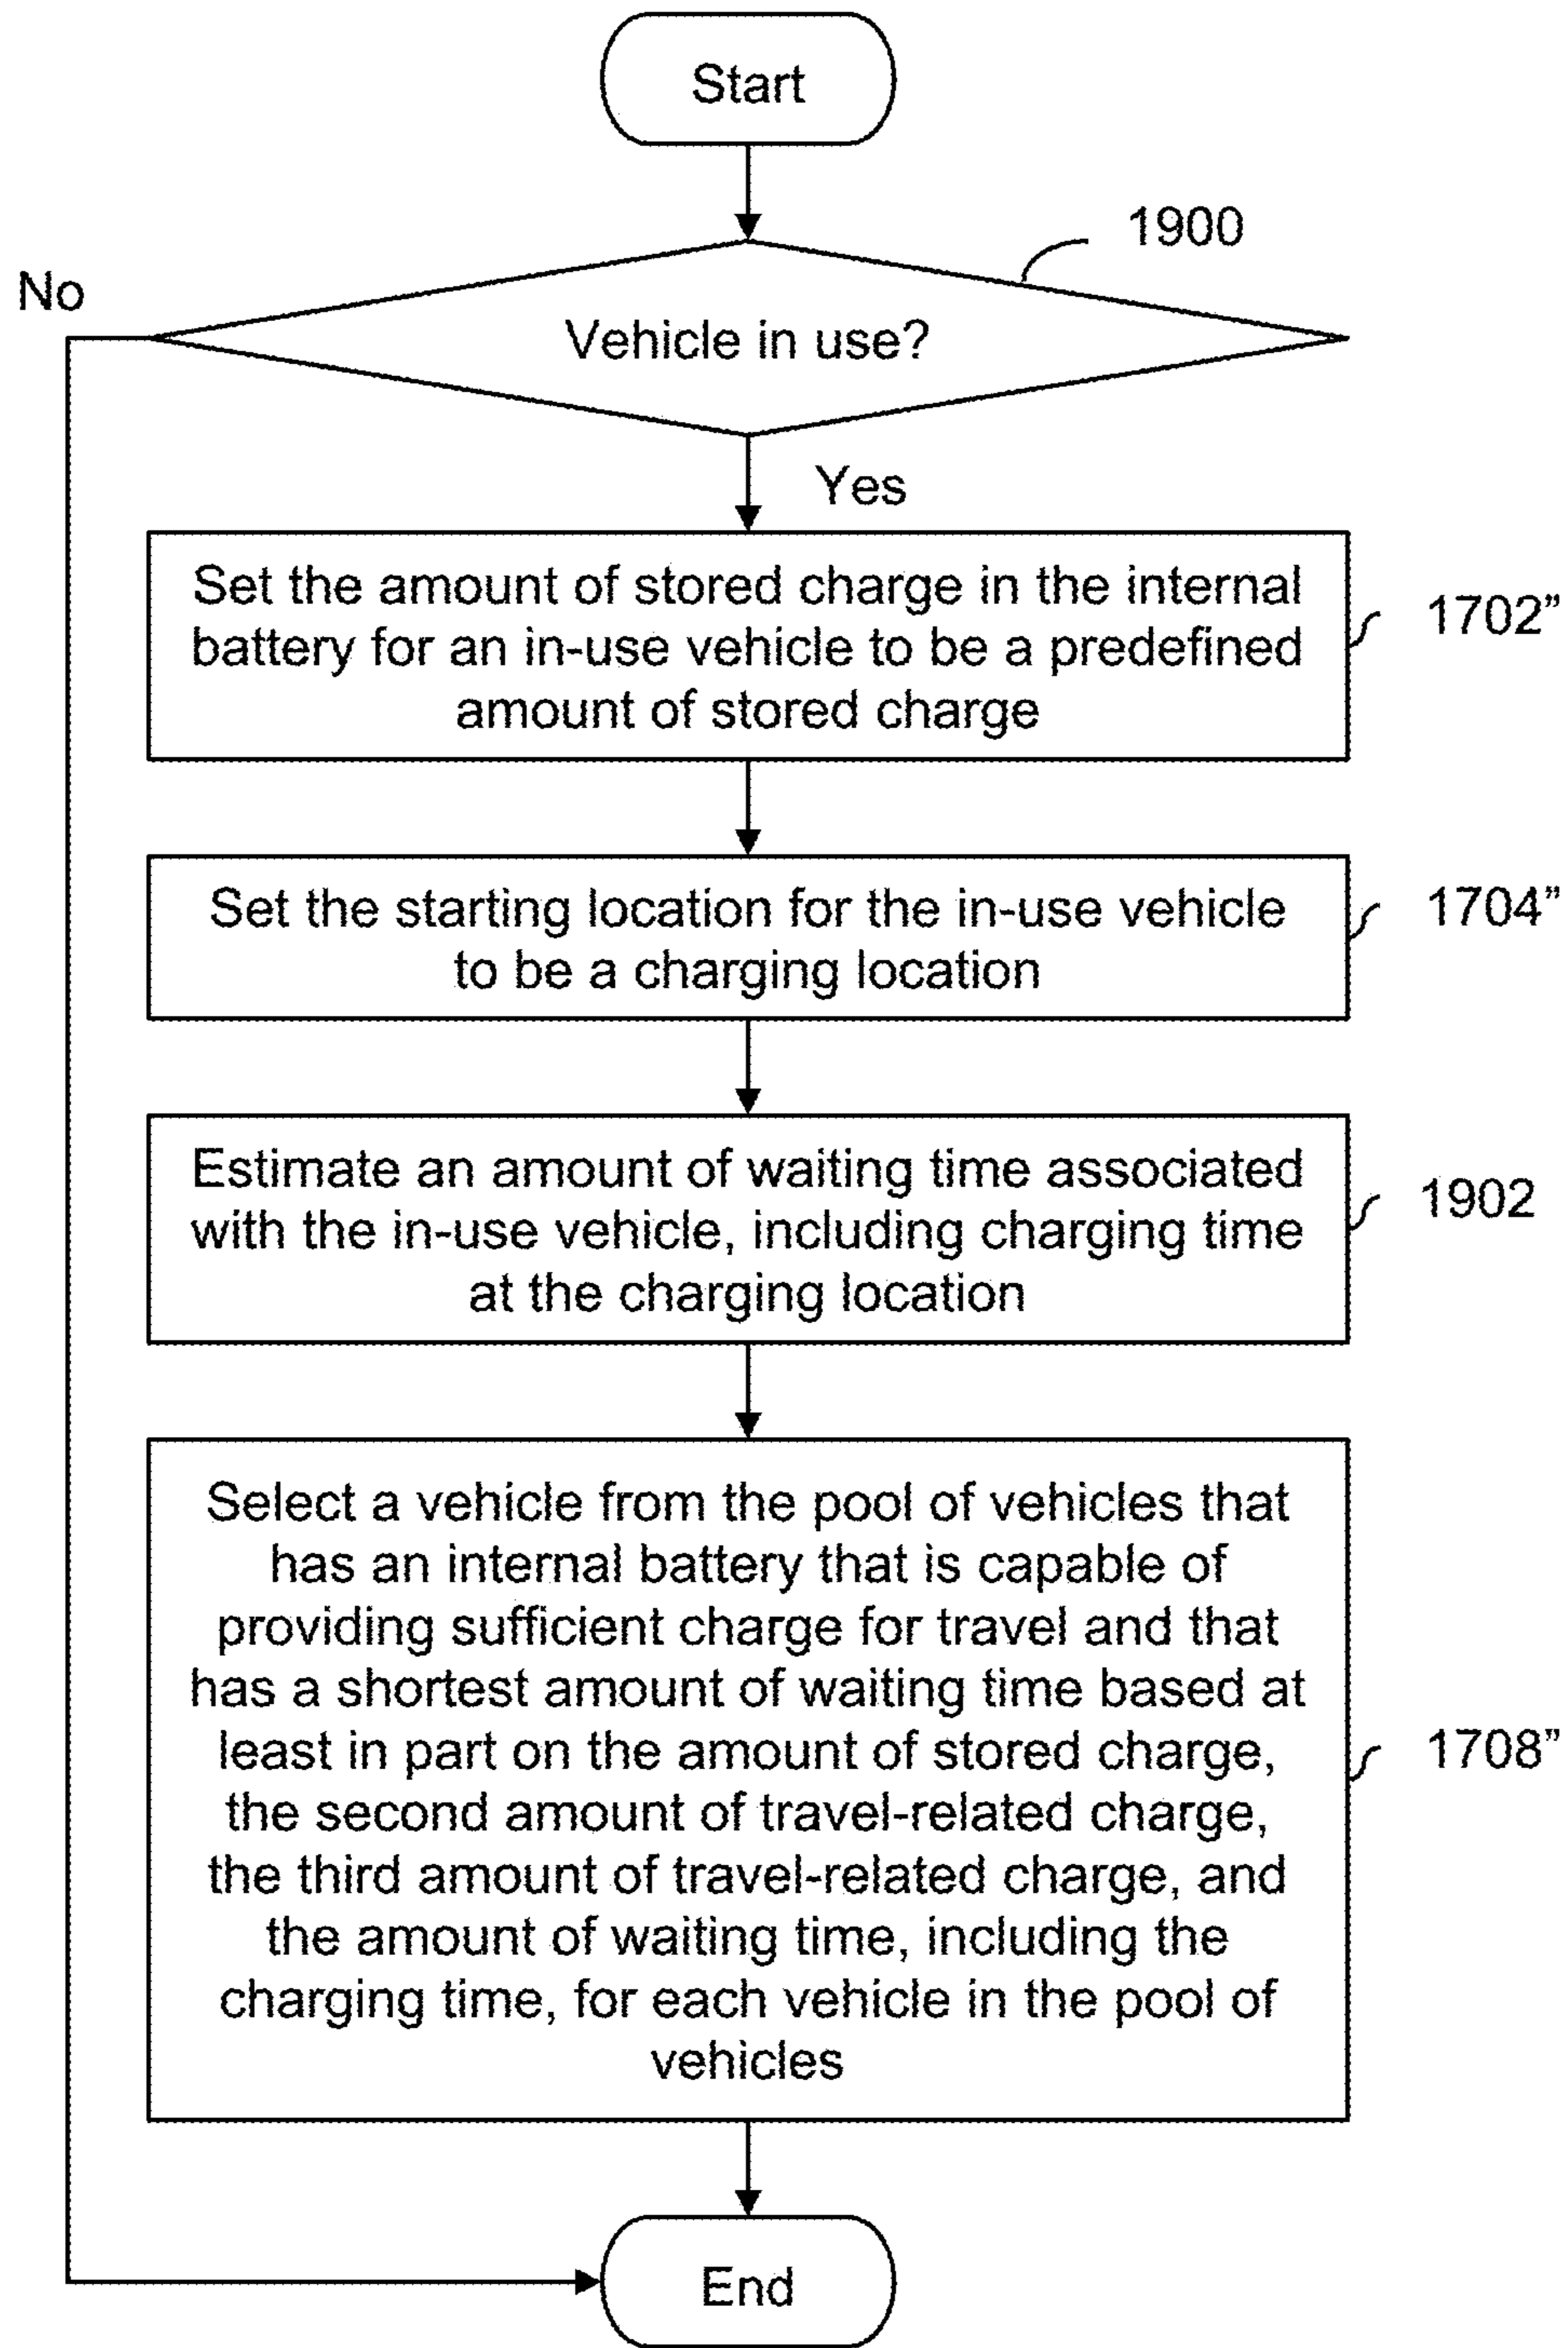 Start
1900
No
Vehicle in use?
Yes
Set the amount of stored charge in the internal
battery for an in-use vehicle to be a predefined
amount of stored charge
1702”
Set the starting location for the in-use vehicle
to be a charging location
1704”
Estimate an amount of waiting time associated
with the in-use vehicle, including charging time
at the charging location
1902
Select a vehicle from the pool of vehicles that
has an internal battery that is capable of
providing sufficient charge for travel and that
has a shortest amount of waiting time based at
least in part on the amount of stored charge,
the second amount of travel-related charge,
the third amount of travel-related charge, and
the amount of waiting time, including the
charging time, for each vehicle in the pool of
vehicles
1708”
End